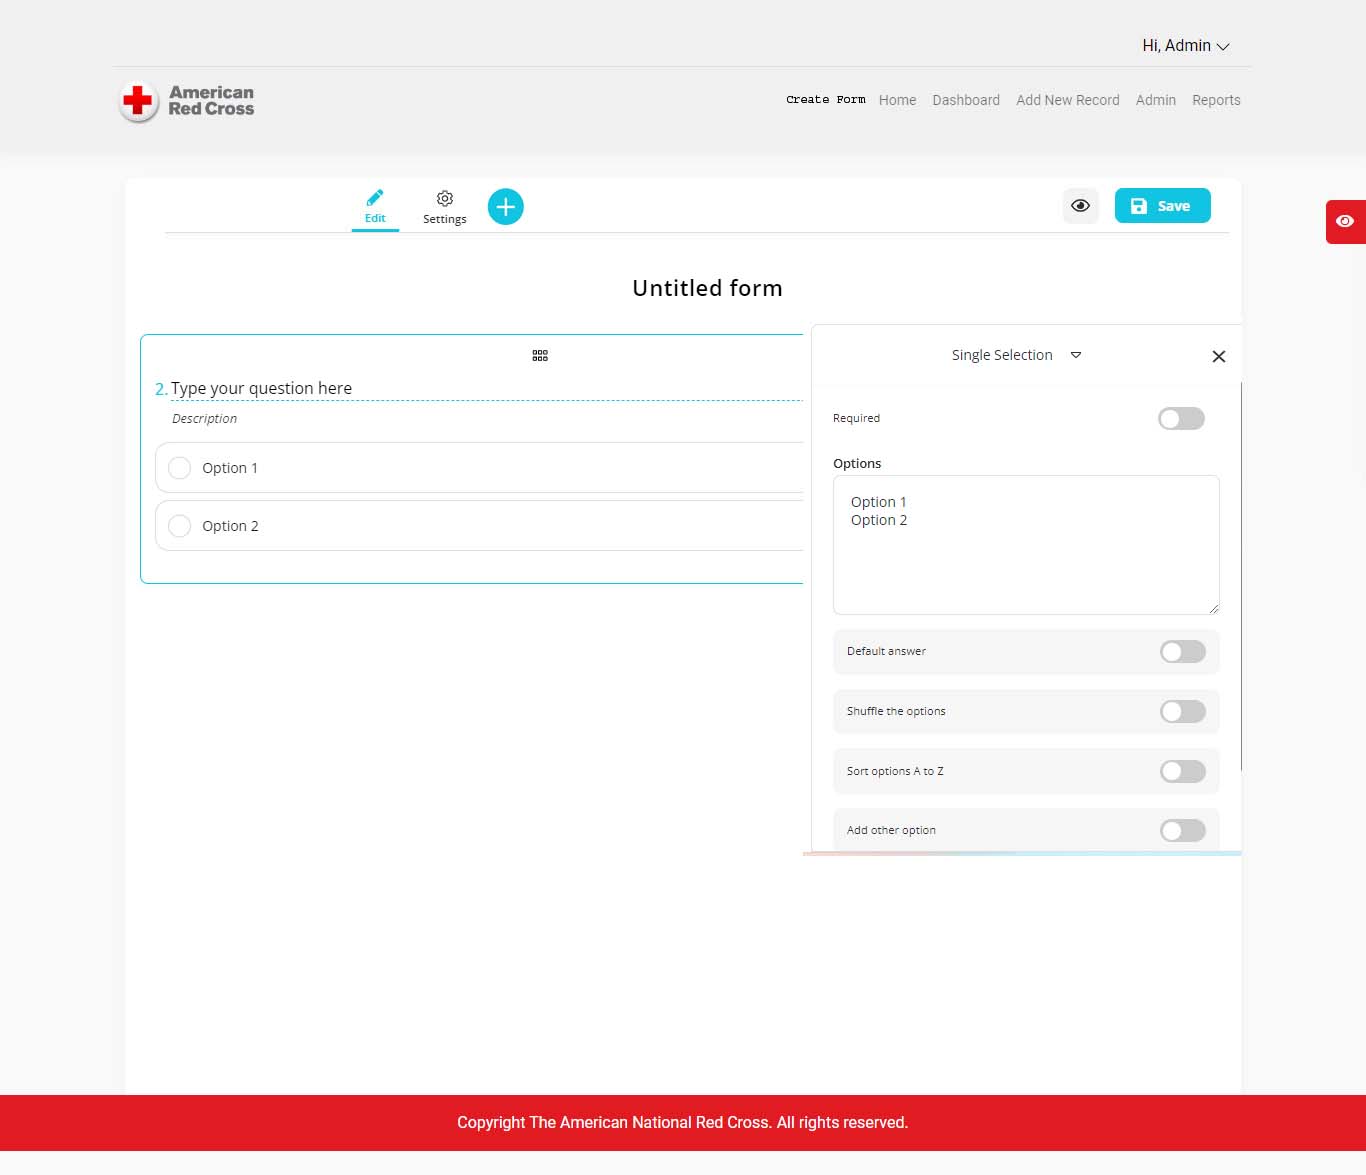 Hi, Admin
American
Red Cross
Create Form Home Dashboard Add New Record Admin Reports
Edit
Settings
Save
Untitled form
Single Selection
2. Type your question here
Description
Required
Option 1
Options
Option 1
Option 2
Option 2
Default answer
Shuffle the options
Sort options A to Z
Add other option
Copyright The American National Red Cross. All rights reserved.